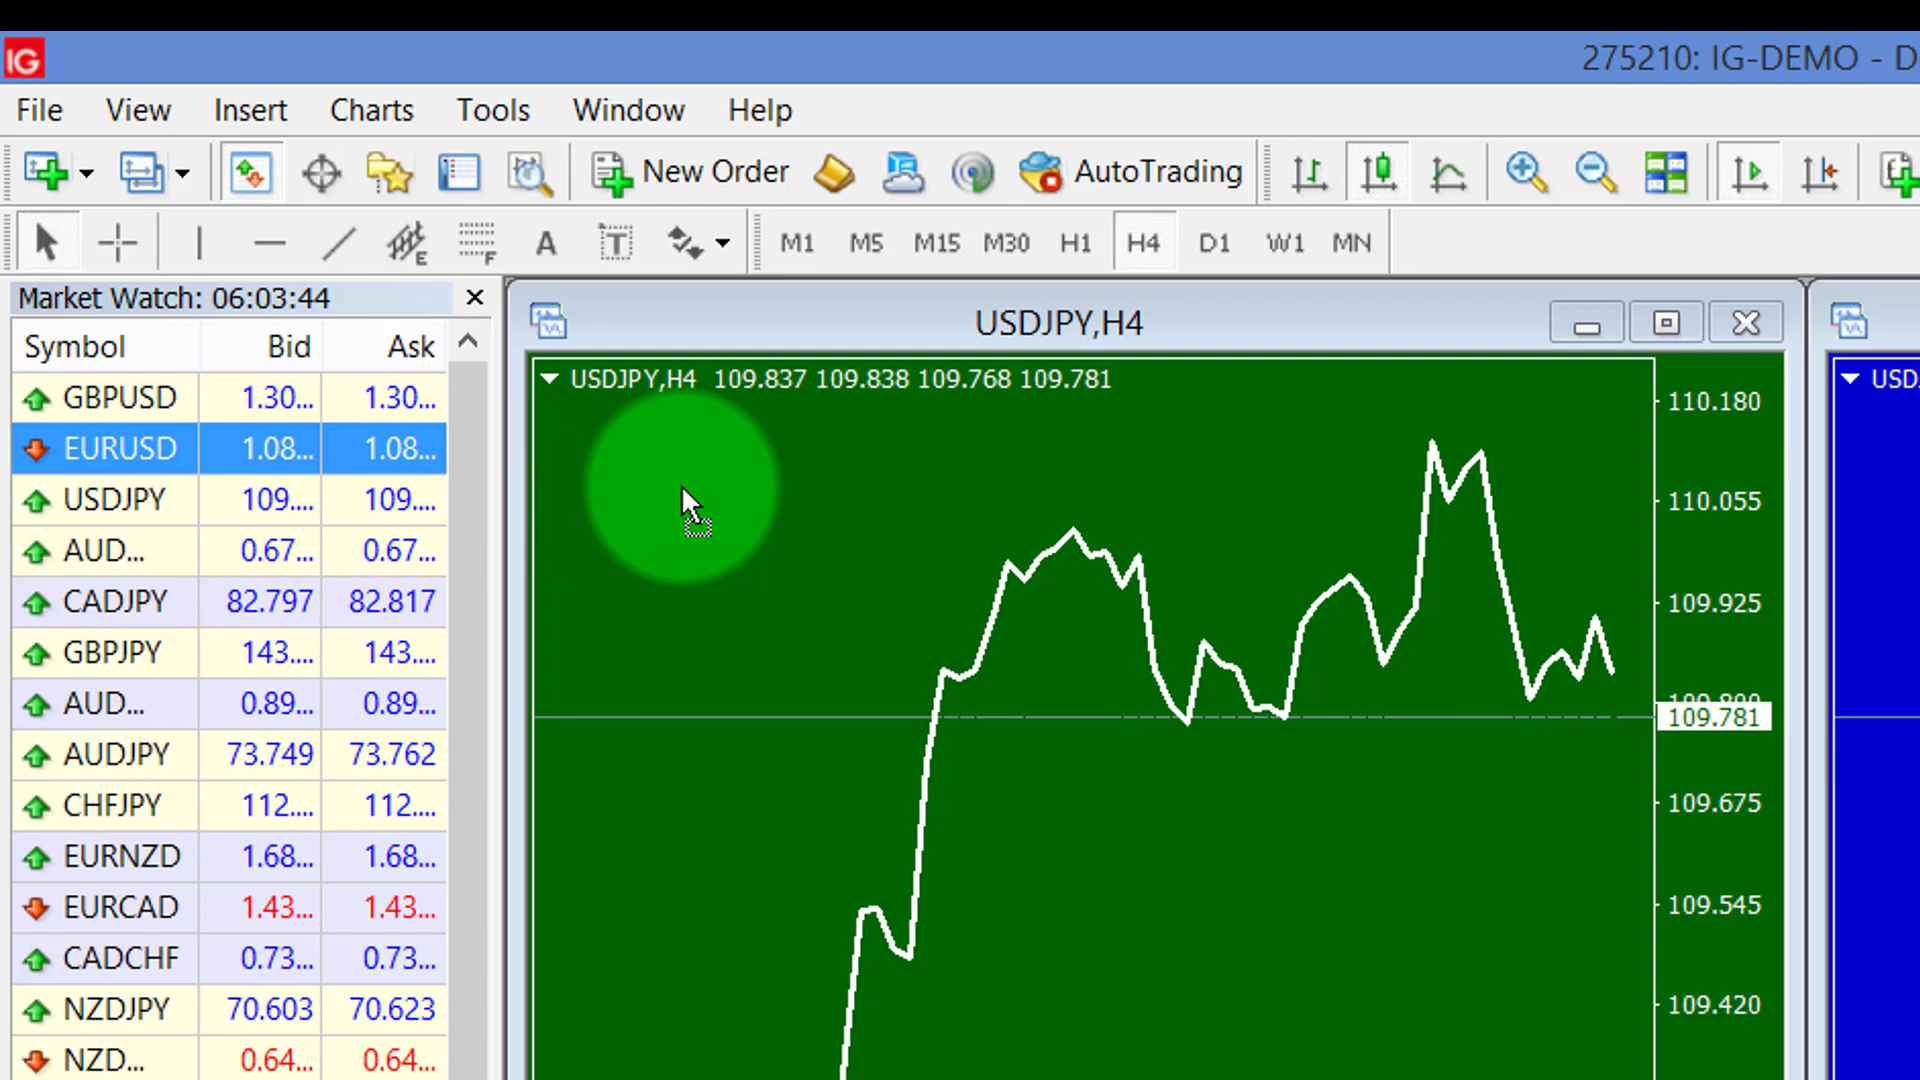 IG
275210: IG-DEMO - D
File View Insert Charts Tools Window Help
New Order AutoTrading
E F A T M1 M5 M15 M30 H1 H4 D1 W1 MN
Market Watch: 06:03:44
Symbol Bid Ask
GBPUSD 1.30... 1.30...
EURUSD 1.08... 1.08...
USDJPY 109.... 109....
AUD... 0.67... 0.67...
CADJPY 82.797 82.817
GBPJPY 143.... 143....
AUD... 0.89... 0.89...
AUDJPY 73.749 73.762
CHFJPY 112.... 112....
EURNZD 1.68... 1.68...
EURCAD 1.43... 1.43...
CADCHF 0.73... 0.73...
NZDJPY 70.603 70.623
NZD... 0.64... 0.64...
USDJPY,H4
USDJPY,H4 109.837 109.838 109.768 109.781
110.180
110.055
109.925
109.800
109.781
109.675
109.545
109.420
USD